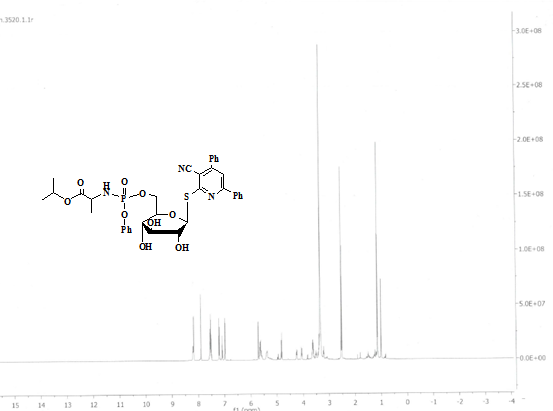 n.3520.1.1r
3.0E+08
2.5E+08
2.0E+08
1.5E+08
1.0E+08
5.0E+07
0.0E+00
Ph
NC
O
H
N
O
P
O
S
N
Ph
O
O
O
OH
Ph
OH
OH
15 14 13 12 11 10 9 8 7 6 5 4 3 2 1 0 -1 -2 -3 -4
f1 (ppm)